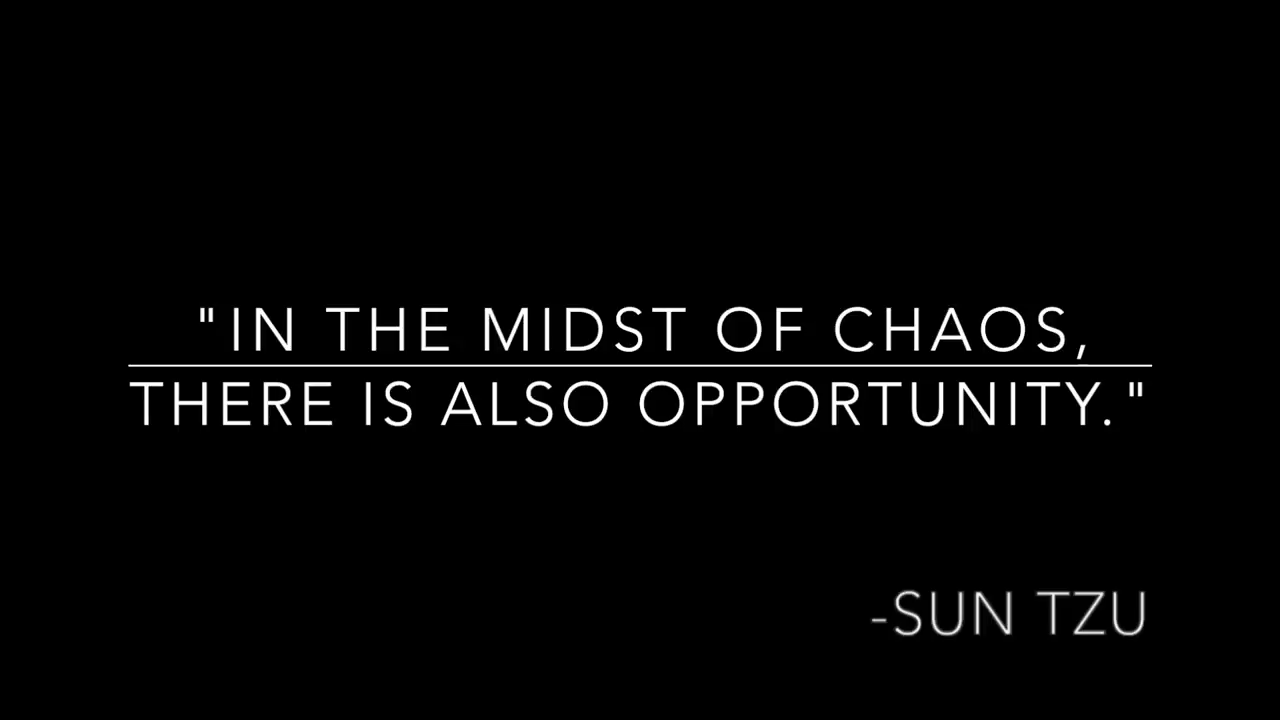 "IN THE MIDST OF CHAOS,
THERE IS ALSO OPPORTUNITY."
-SUN TZU